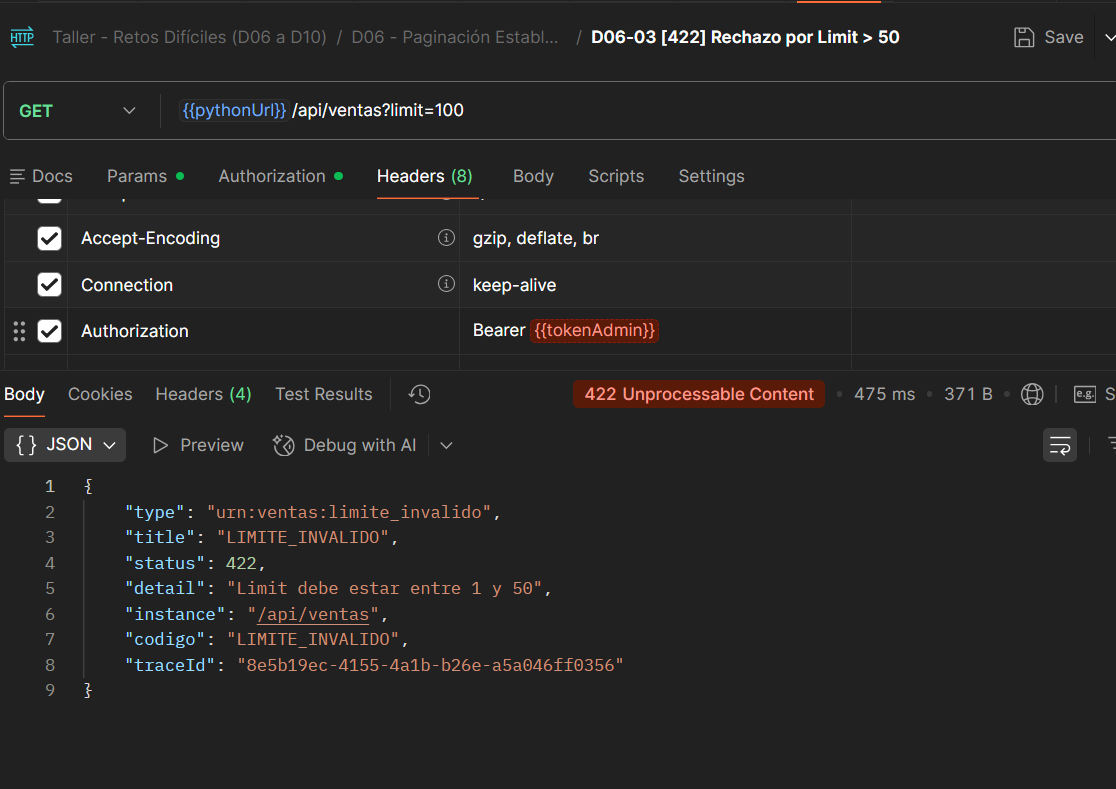 HTTP Taller - Retos Difíciles (D06 a D10) / D06 - Paginación Establ... / D06-03 [422] Rechazo por Limit > 50 Save
GET {{pythonUrl}} /api/ventas?limit=100
Docs Params Authorization Headers (8) Body Scripts Settings
Accept-Encoding gzip, deflate, br
Connection keep-alive
Authorization Bearer {{tokenAdmin}}
Body Cookies Headers (4) Test Results 422 Unprocessable Content 475 ms 371 B e.g. S
{} JSON Preview Debug with AI
1 {
2 "type": "urn:ventas:limite_invalido",
3 "title": "LIMITE_INVALIDO",
4 "status": 422,
5 "detail": "Limit debe estar entre 1 y 50",
6 "instance": "/api/ventas",
7 "codigo": "LIMITE_INVALIDO",
8 "traceId": "8e5b19ec-4155-4a1b-b26e-a5a046ff0356"
9 }